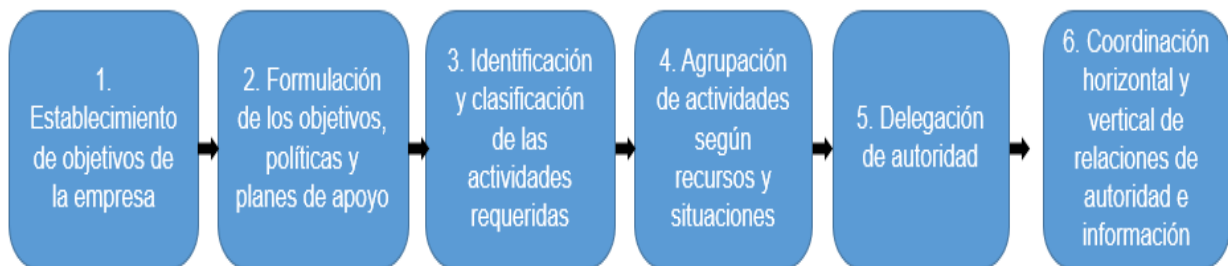 1.
Establecimiento
de objetivos de
la empresa
2. Formulación
de los objetivos,
políticas y
planes de apoyo
3. Identificación
y clasificación
de las
actividades
requeridas
4. Agrupación
de actividades
según
recursos y
situaciones
5. Delegación
de autoridad
6. Coordinación
horizontal y
vertical de
relaciones de
autoridad e
información